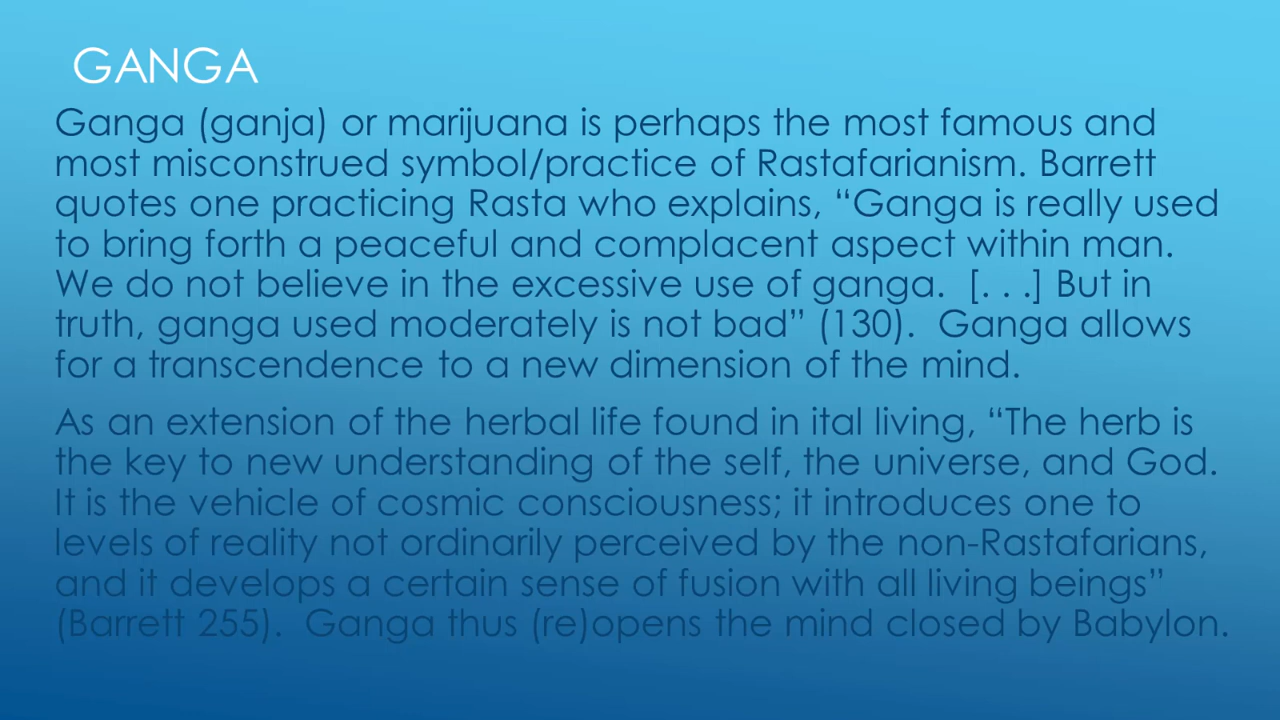 GANGA
Ganga (ganja) or marijuana is perhaps the most famous and
most misconstrued symbol/practice of Rastafarianism. Barrett
quotes one practicing Rasta who explains, “Ganga is really used
to bring forth a peaceful and complacent aspect within man.
We do not believe in the excessive use of ganga.  [. . .] But in
truth, ganga used moderately is not bad” (130).  Ganga allows
for a transcendence to a new dimension of the mind.
As an extension of the herbal life found in ital living, “The herb is
the key to new understanding of the self, the universe, and God.
It is the vehicle of cosmic consciousness; it introduces one to
levels of reality not ordinarily perceived by the non-Rastafarians,
and it develops a certain sense of fusion with all living beings”
(Barrett 255).  Ganga thus (re)opens the mind closed by Babylon.